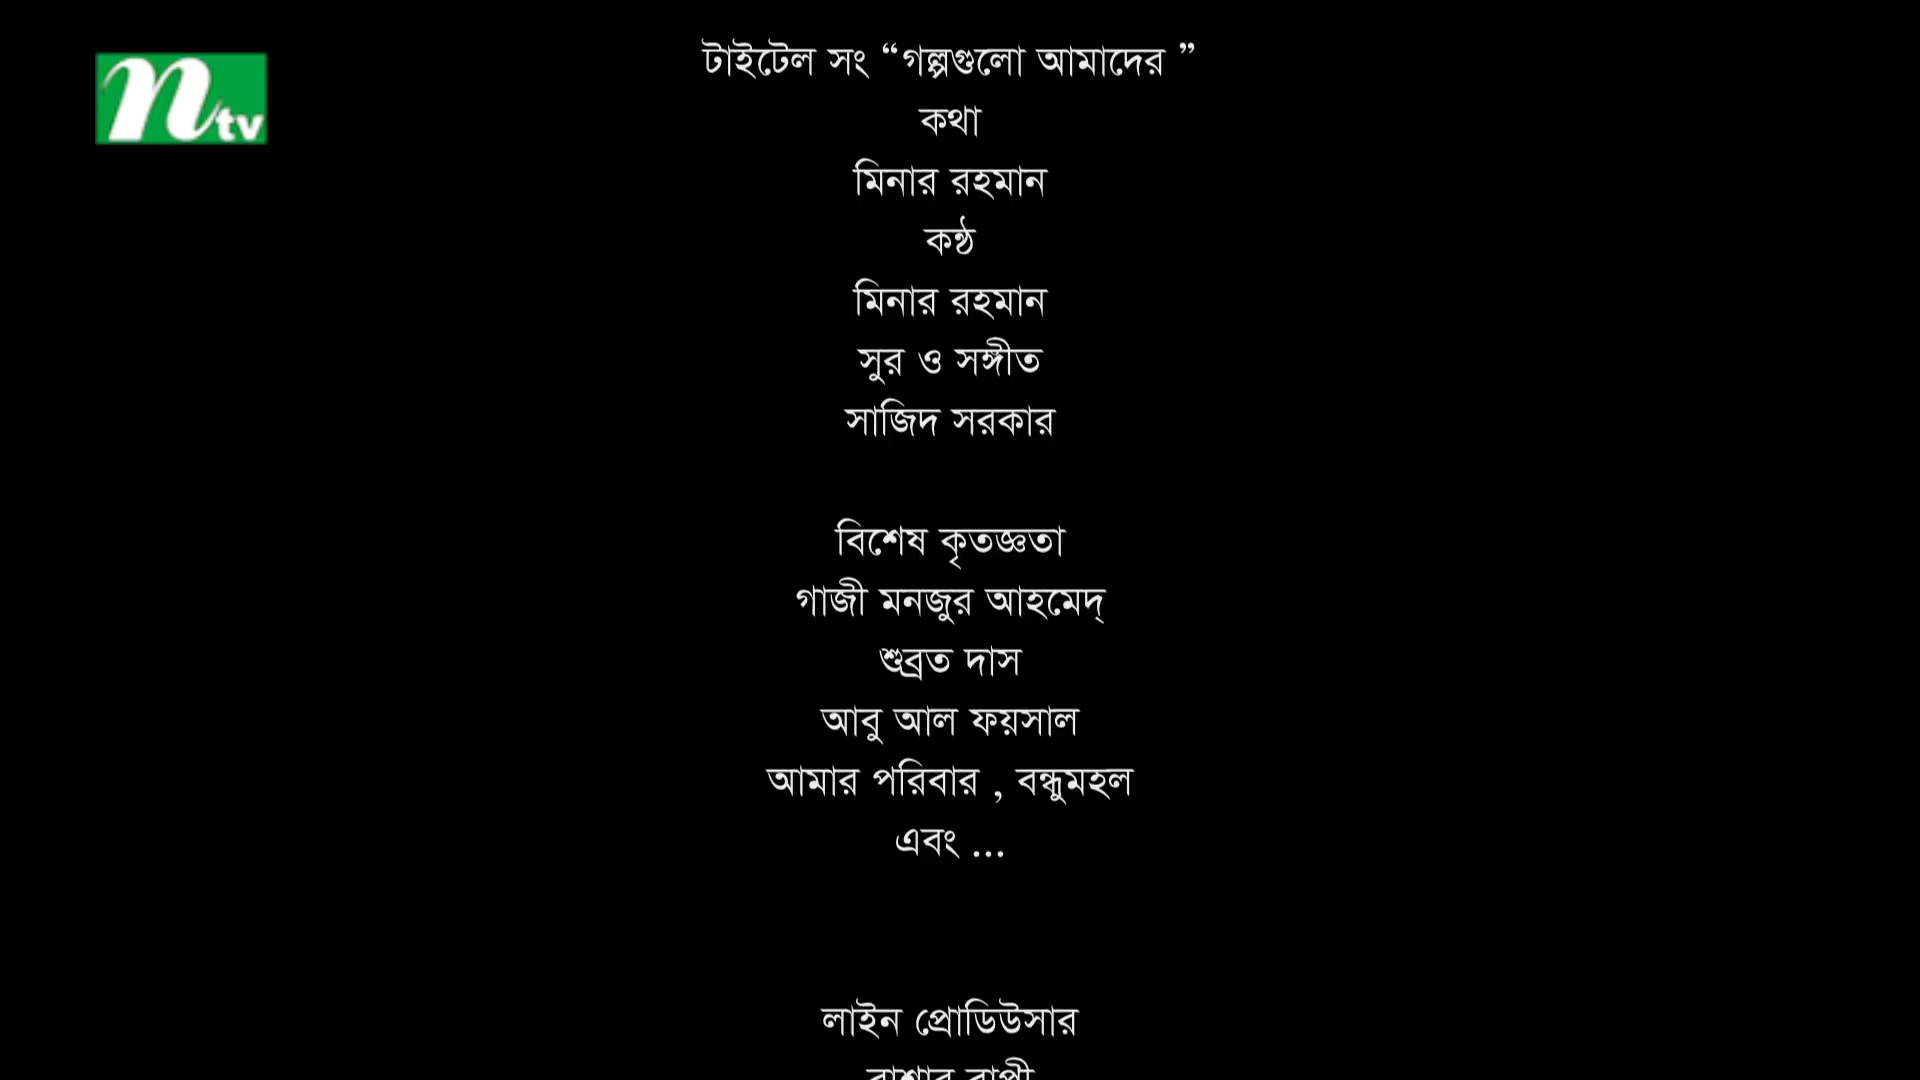 ntv
টাইটেল সং “গল্পগুলো আমাদের ”
কথা
মিনার রহমান
কন্ঠ
মিনার রহমান
সুর ও সঙ্গীত
সাজিদ সরকার
বিশেষ কৃতজ্ঞতা
গাজী মনজুর আহমেদ্
শুব্রত দাস
আবু আল ফয়সাল
আমার পরিবার , বন্ধুমহল
এবং ...
লাইন প্রোডিউসার